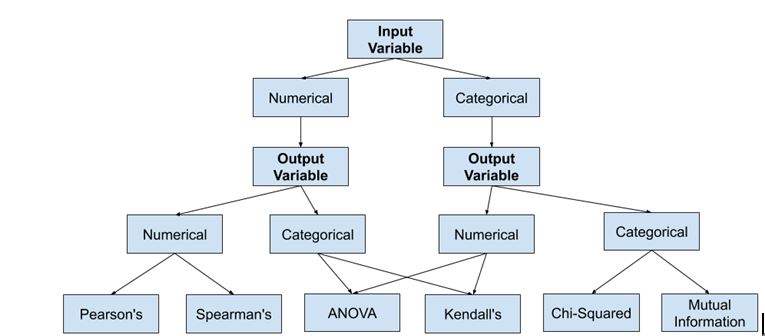 Input
Variable
Numerical
Categorical
Output
Variable
Output
Variable
Numerical
Categorical
Numerical
Categorical
Pearson's
Spearman's
ANOVA
Kendall's
Chi-Squared
Mutual
Information